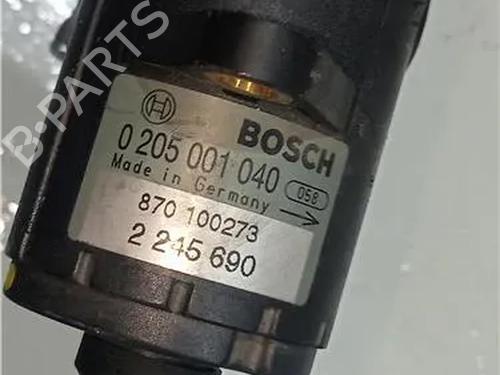 BOSCH
0 205 001 040 058
Made in Germany
870 100273
2 245 690
B-PARTS